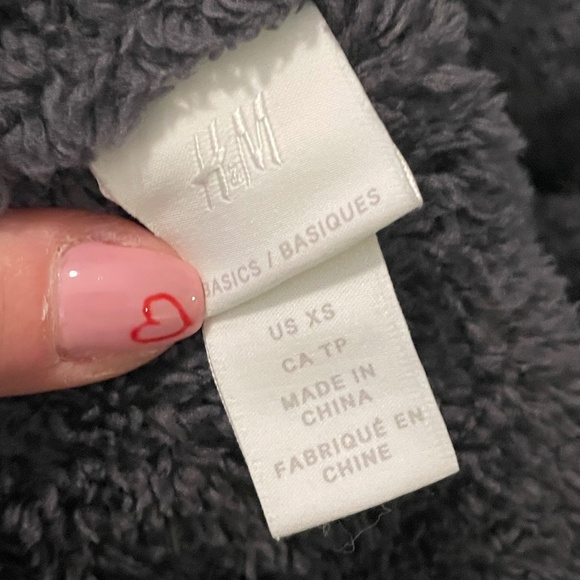 H&M
BASICS / BASIQUES
US XS
CA TP
MADE IN
CHINA
FABRIQUÉ EN
CHINE